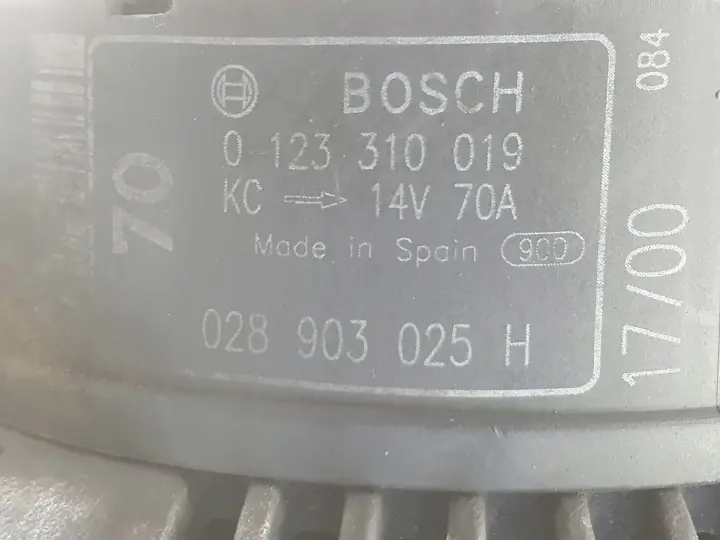 BOSCH
0 123 310 019
KC → 14V 70A
Made in Spain 900
028 903 025 H
70
17/00
084